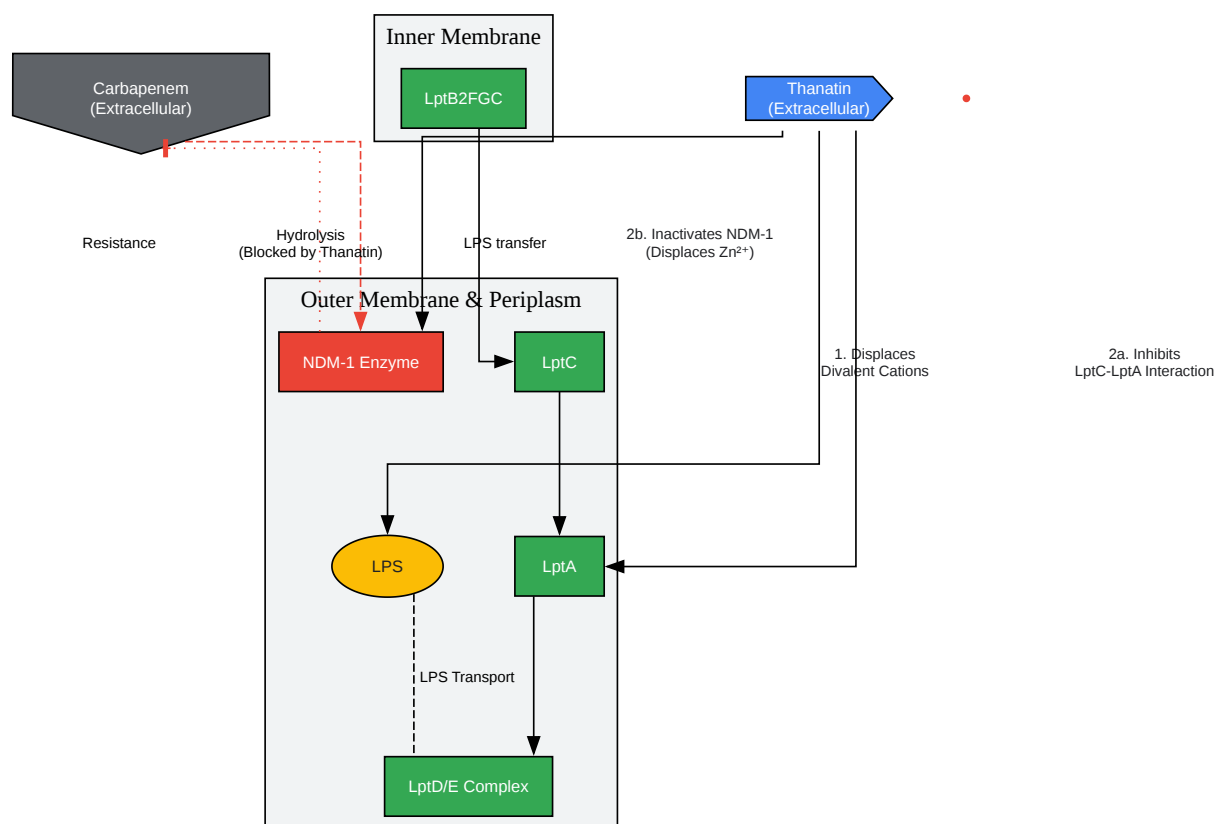 Inner Membrane
Carbapenem
(Extracellular)
LptB2FGC
Thanatin
(Extracellular)
Resistance
Hydrolysis
(Blocked by Thanatin)
LPS transfer
2b. Inactivates NDM-1
(Displaces Zn²⁺)
Outer Membrane & Periplasm
NDM-1 Enzyme
LptC
1. Displaces
Divalent Cations
2a. Inhibits
LptC-LptA Interaction
LPS
LptA
LPS Transport
LptD/E Complex